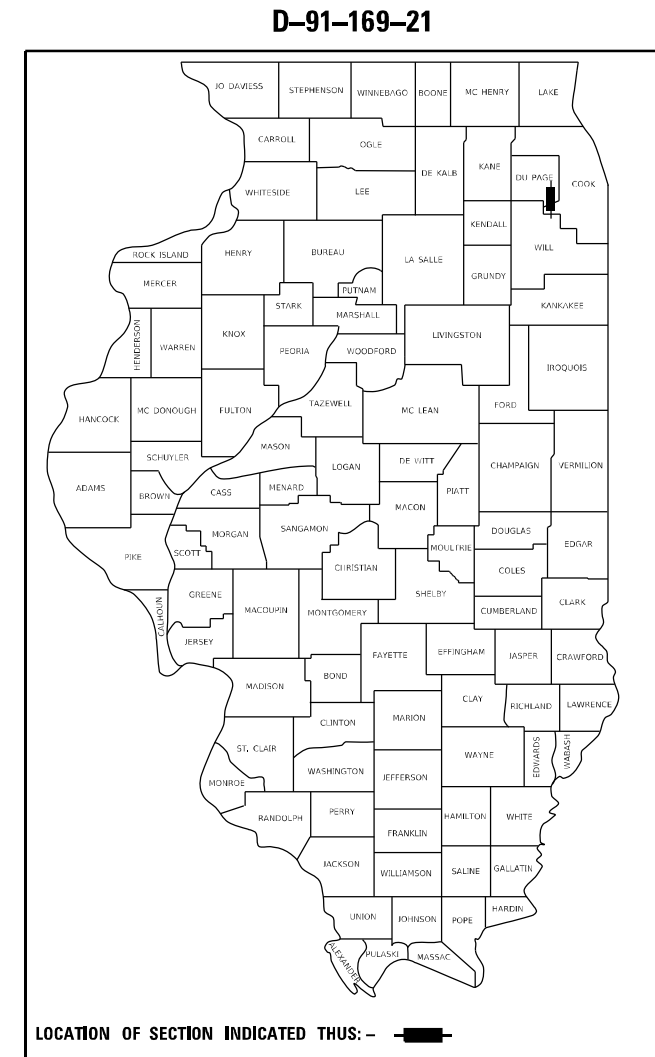 D–91–169–21
JO DAVIESS
STEPHENSON
WINNEBAGO
BOONE
MC HENRY
LAKE
CARROLL
OGLE
DE KALB
KANE
DU PAGE
COOK
WHITESIDE
LEE
KENDALL
WILL
ROCK ISLAND
HENRY
BUREAU
LA SALLE
GRUNDY
MERCER
PUTNAM
STARK
MARSHALL
KANKAKEE
HENDERSON
WARREN
KNOX
PEORIA
WOODFORD
LIVINGSTON
IROQUOIS
HANCOCK
MC DONOUGH
FULTON
TAZEWELL
MC LEAN
FORD
SCHUYLER
MASON
LOGAN
DE WITT
CHAMPAIGN
VERMILION
ADAMS
BROWN
CASS
MENARD
MACON
PIATT
PIKE
SCOTT
MORGAN
SANGAMON
CHRISTIAN
MOULTRIE
DOUGLAS
EDGAR
COLES
CALHOUN
GREENE
MACOUPIN
MONTGOMERY
SHELBY
CUMBERLAND
CLARK
JERSEY
FAYETTE
EFFINGHAM
JASPER
CRAWFORD
MADISON
BOND
CLAY
RICHLAND
LAWRENCE
CLINTON
MARION
ST. CLAIR
WAYNE
EDWARDS
WABASH
WASHINGTON
JEFFERSON
MONROE
RANDOLPH
PERRY
FRANKLIN
HAMILTON
WHITE
JACKSON
WILLIAMSON
SALINE
GALLATIN
UNION
JOHNSON
POPE
HARDIN
ALEXANDER
PULASKI
MASSAC
LOCATION OF SECTION INDICATED THUS: –